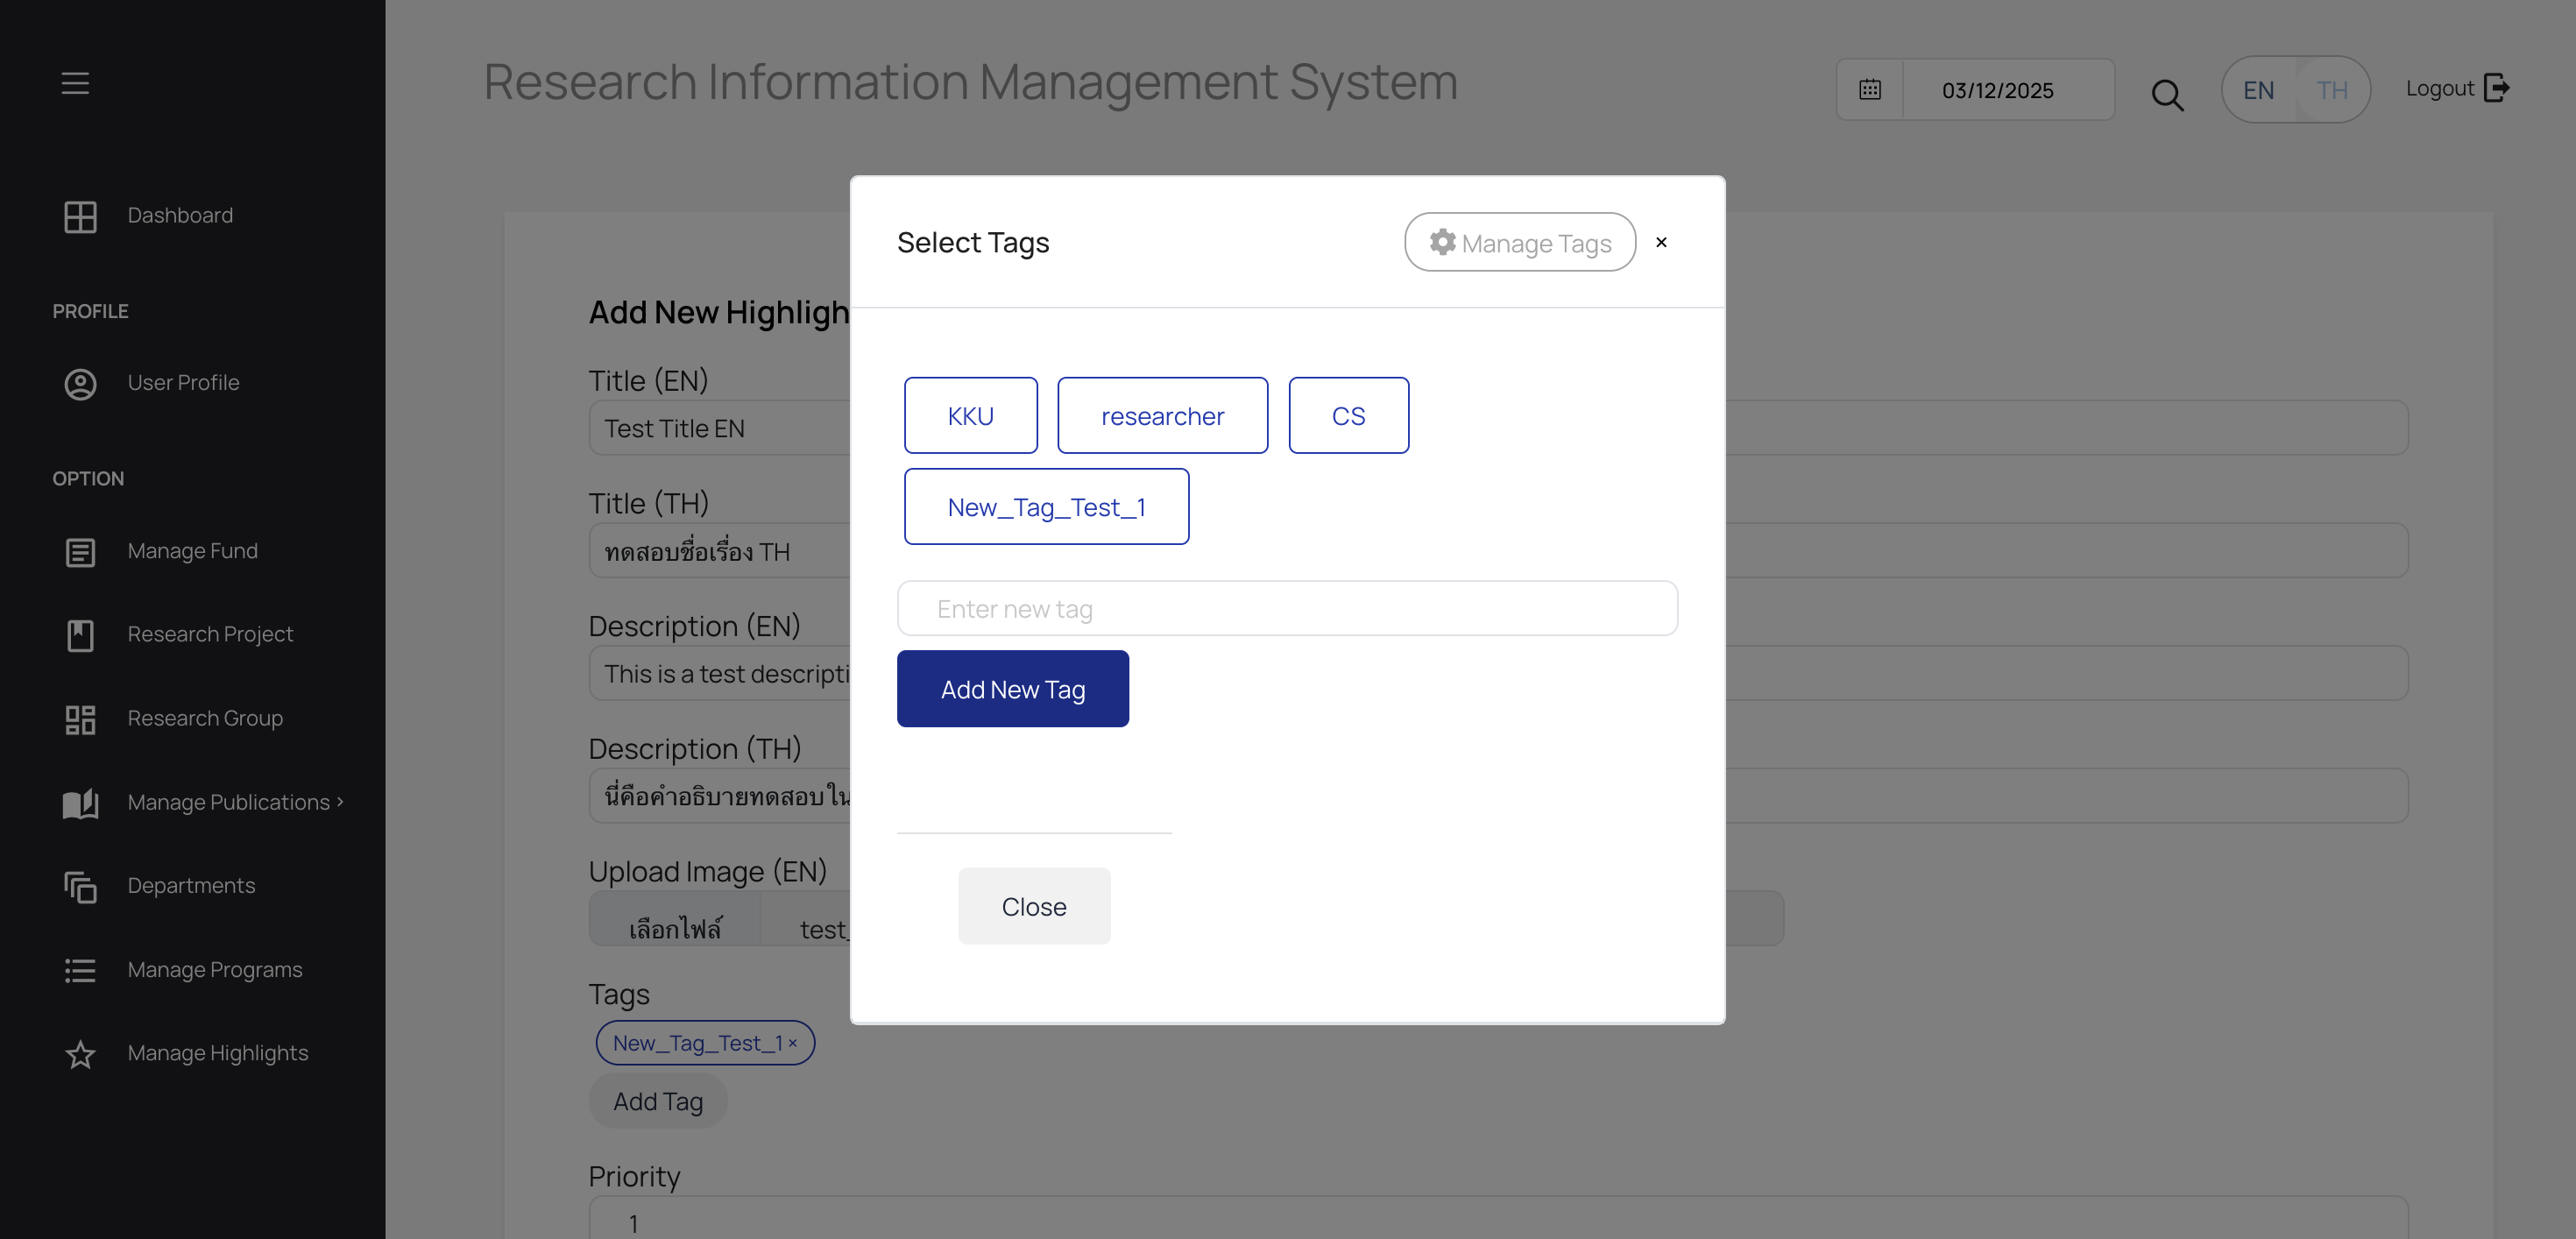 Research Information Management System
03/12/2025
EN
TH
Logout
Dashboard
PROFILE
User Profile
OPTION
Manage Fund
Research Project
Research Group
Manage Publications
Departments
Manage Programs
Manage Highlights
Select Tags
Manage Tags
×
KKU
researcher
CS
New_Tag_Test_1
Enter new tag
Add New Tag
Close
Add New Highligh
Title (EN)
Test Title EN
Title (TH)
ทดสอบชื่อเรื่อง TH
Description (EN)
This is a test descripti
Description (TH)
นี่คือคำอธิบายทดสอบใน
Upload Image (EN)
เลือกไฟล์
test_
Tags
New_Tag_Test_1 ×
Add Tag
Priority
1